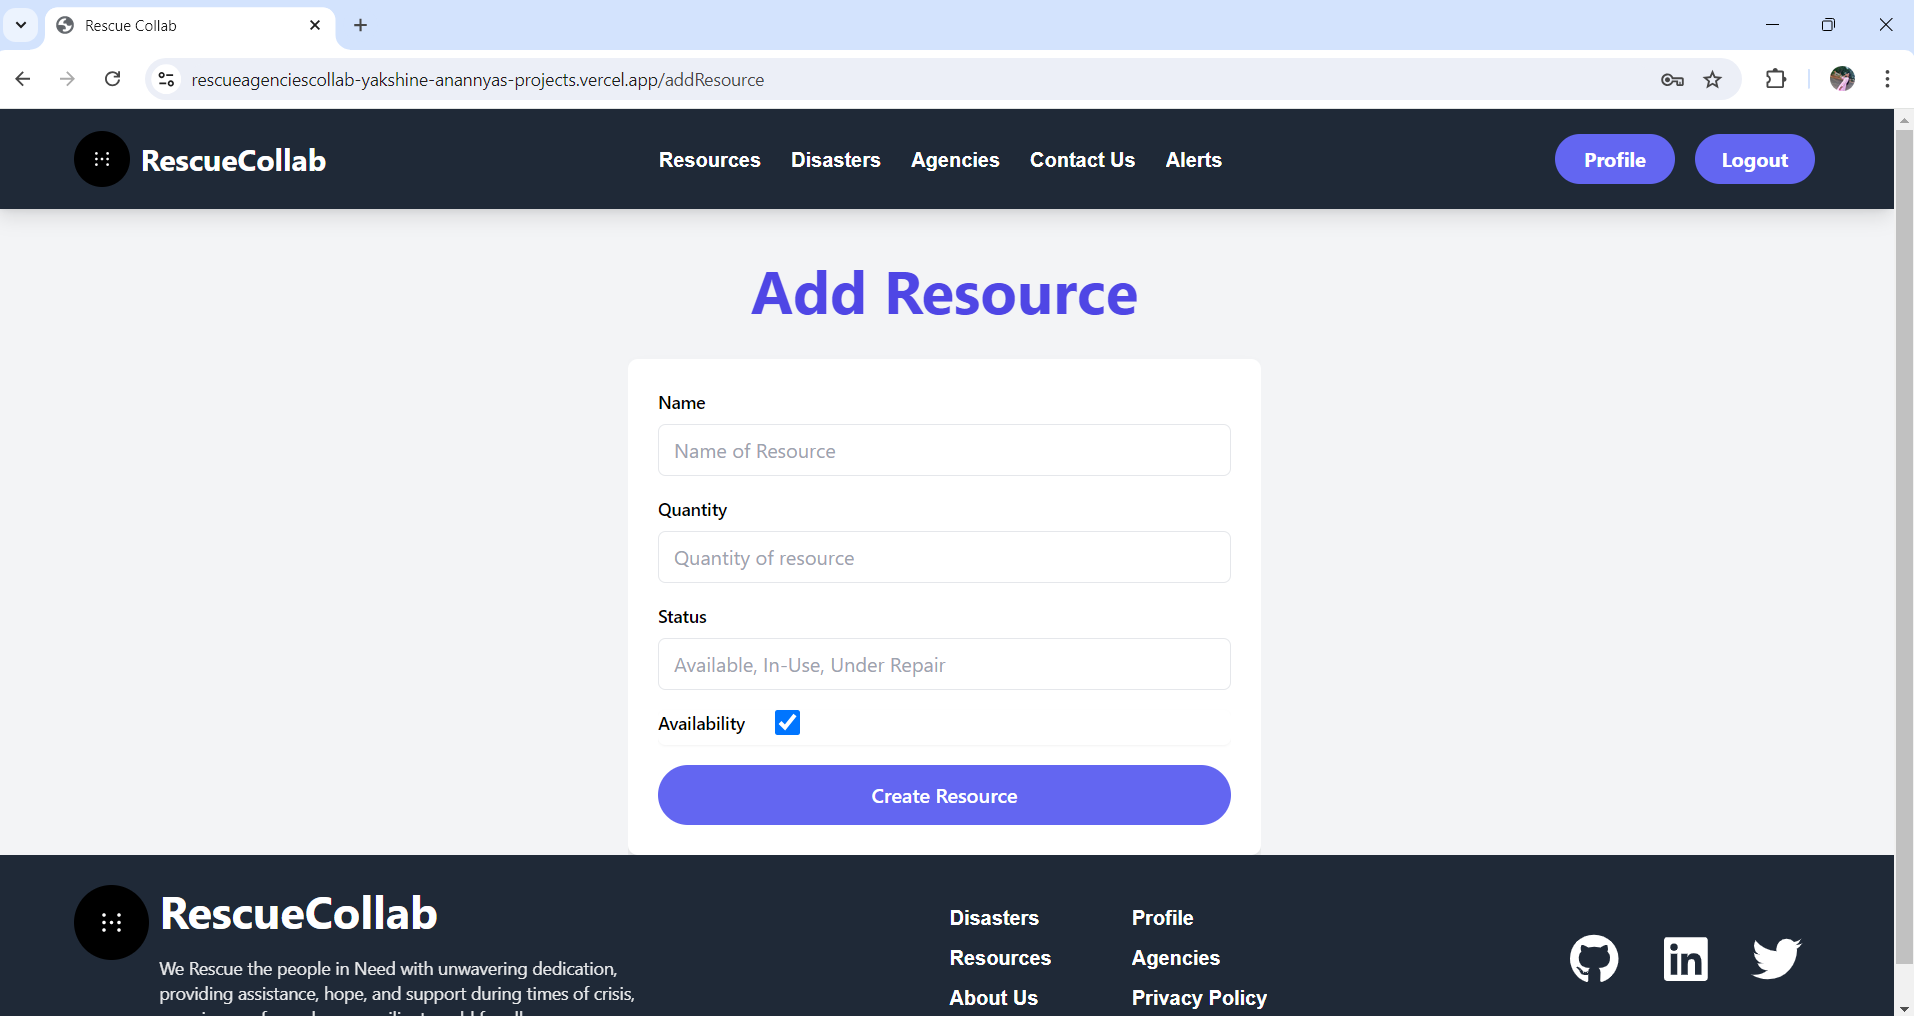 Rescue Collab
rescueagenciescollab-yakshine-anannyas-projects.vercel.app/addResource
RescueCollab
Resources Disasters Agencies Contact Us Alerts
Profile Logout
Add Resource
Name
Name of Resource
Quantity
Quantity of resource
Status
Available, In-Use, Under Repair
Availability
Create Resource
RescueCollab
We Rescue the people in Need with unwavering dedication,
providing assistance, hope, and support during times of crisis,
Disasters
Resources
About Us
Profile
Agencies
Privacy Policy